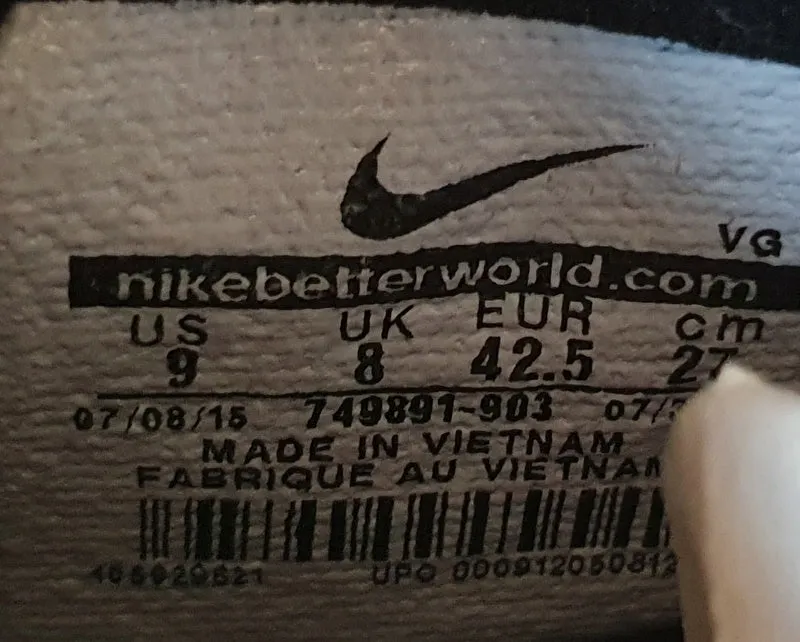 VG
nikebetterworld.com
US UK EUR cm
9 8 42.5
07/08/15 749891-903
MADE IN VIETNAM
FABRIQUE AU
UPC